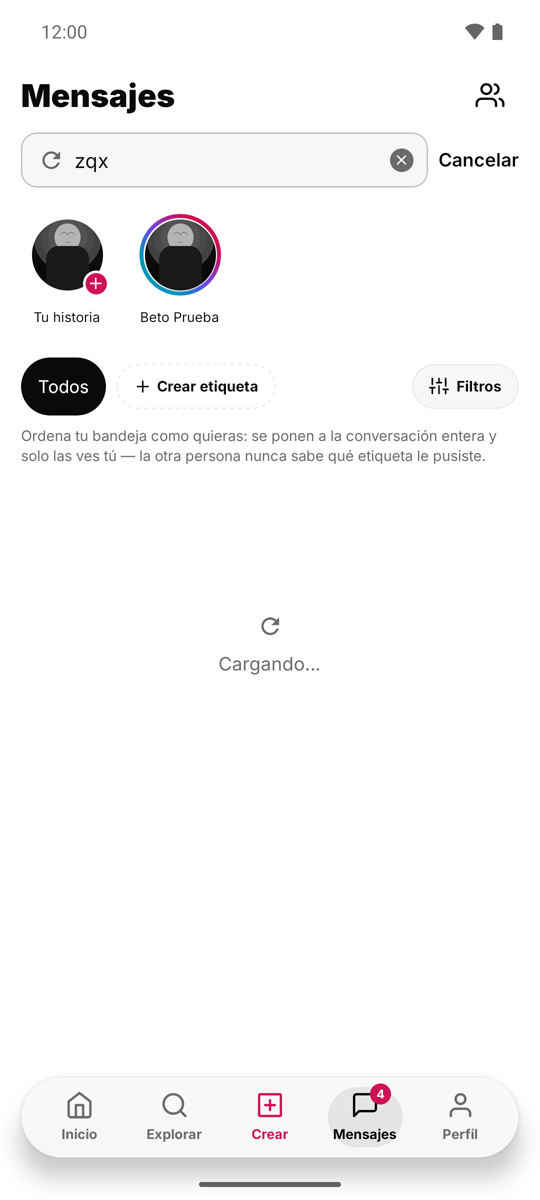 12:00
Mensajes
zqx
Cancelar
Tu historia
Beto Prueba
Todos
Crear etiqueta
Filtros
Ordena tu bandeja como quieras: se ponen a la conversación entera y
solo las ves tú — la otra persona nunca sabe qué etiqueta le pusiste.
Cargando...
4
Inicio
Explorar
Crear
Mensajes
Perfil